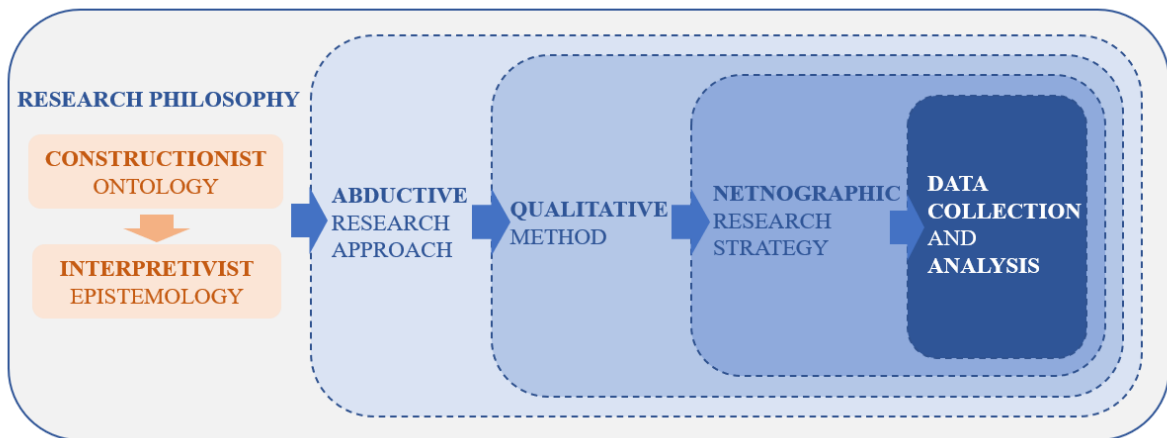 RESEARCH PHILOSOPHY
CONSTRUCTIONIST
ONTOLOGY
INTERPRETIVIST
EPISTEMOLOGY
ABDUCTIVE
RESEARCH
APPROACH
QUALITATIVE
METHOD
NETNOGRAPHIC
RESEARCH
STRATEGY
DATA
COLLECTION
AND
ANALYSIS